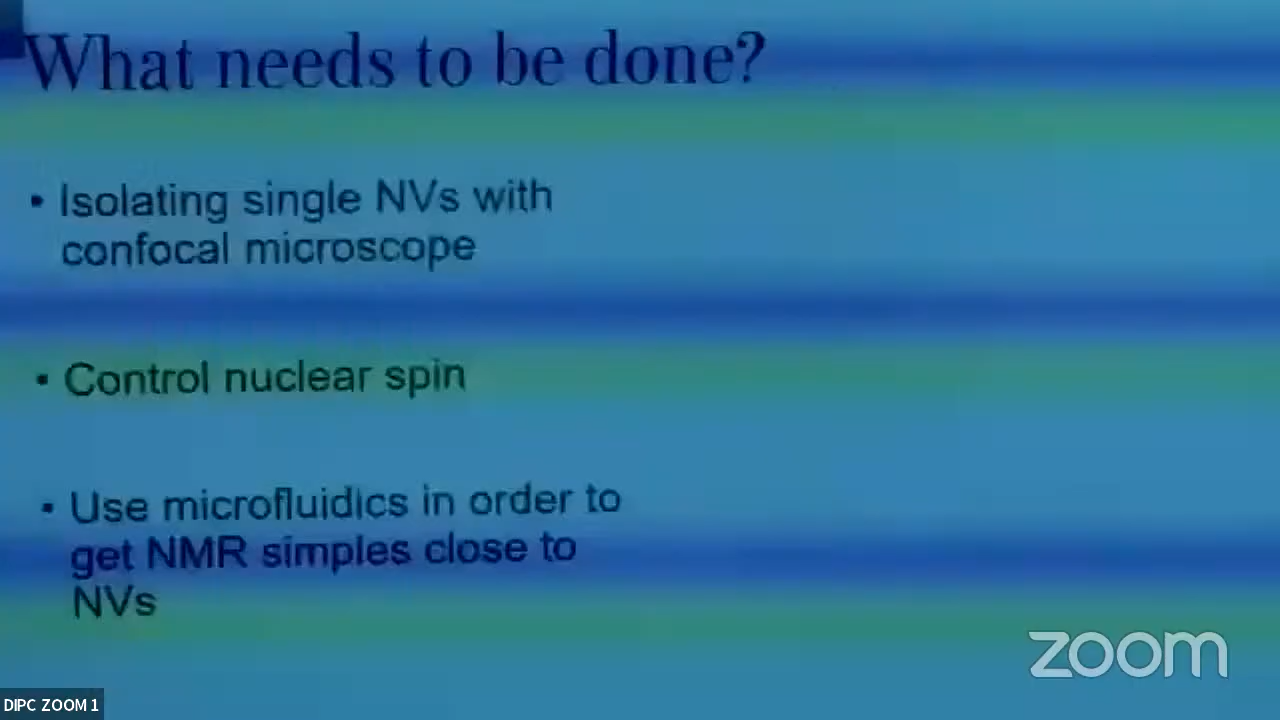 What needs to be done?
• Isolating single NVs with
confocal microscope
• Control nuclear spin
• Use microfluidics in order to
get NMR simples close to
NVs
zoom
DIPC ZOOM 1